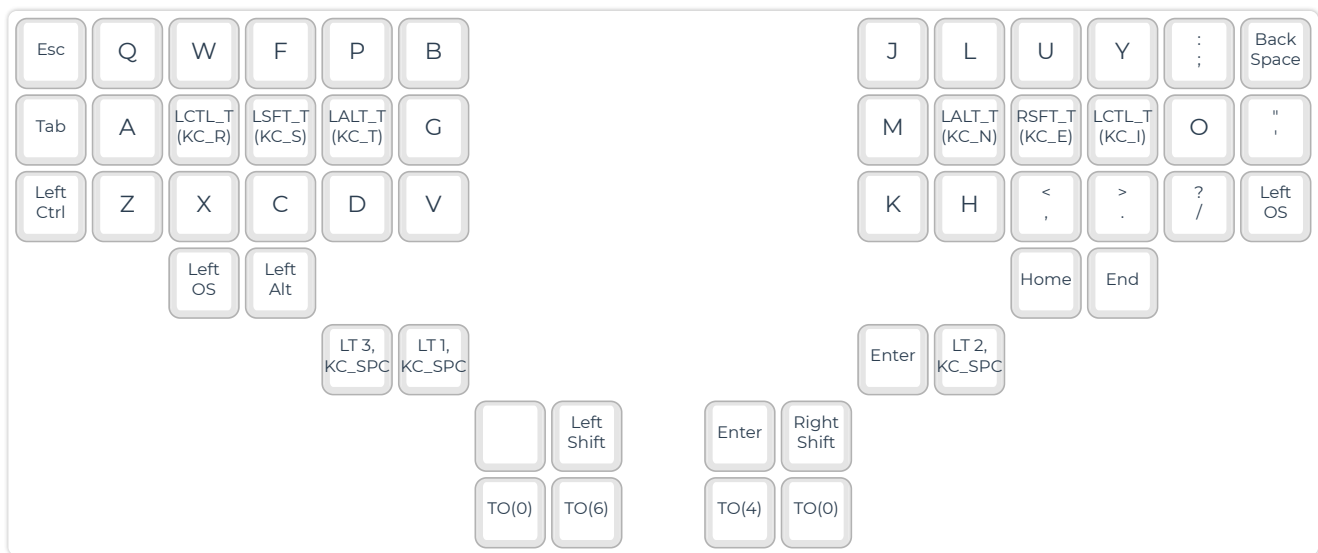 Esc Q W F P B J L U Y : ; Back Space
Tab A LCTL_T (KC_R) LSFT_T (KC_S) LALT_T (KC_T) G M LALT_T (KC_N) RSFT_T (KC_E) LCTL_T (KC_I) O " '
Left Ctrl Z X C D V K H < , > . ? / Left OS
Left OS Left Alt Home End
LT 3, KC_SPC LT 1, KC_SPC Enter LT 2, KC_SPC
Left Shift Enter Right Shift
TO(0) TO(6) TO(4) TO(0)